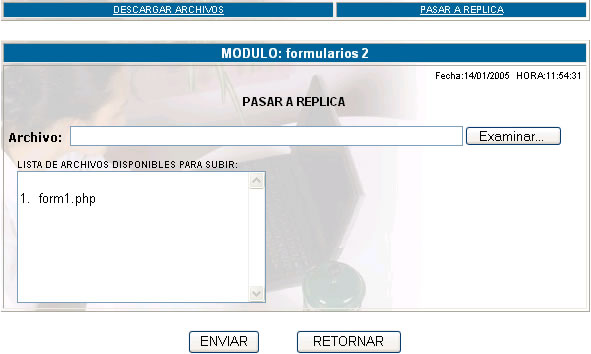 DESCARGAR ARCHIVOS PASAR A REPLICA
MODULO: formularios 2
Fecha:14/01/2005 HORA:11:54:31
PASAR A REPLICA
Archivo: Examinar...
LISTA DE ARCHIVOS DISPONIBLES PARA SUBIR:
1. form1.php
ENVIAR RETORNAR